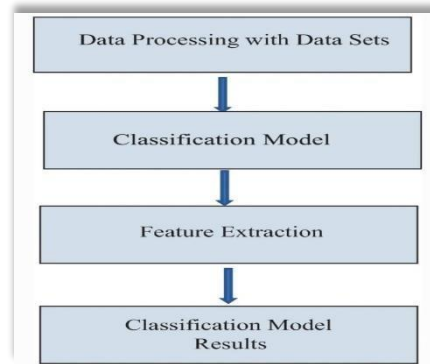 Data Processing with Data Sets
Classification Model
Feature Extraction
Classification Model
Results